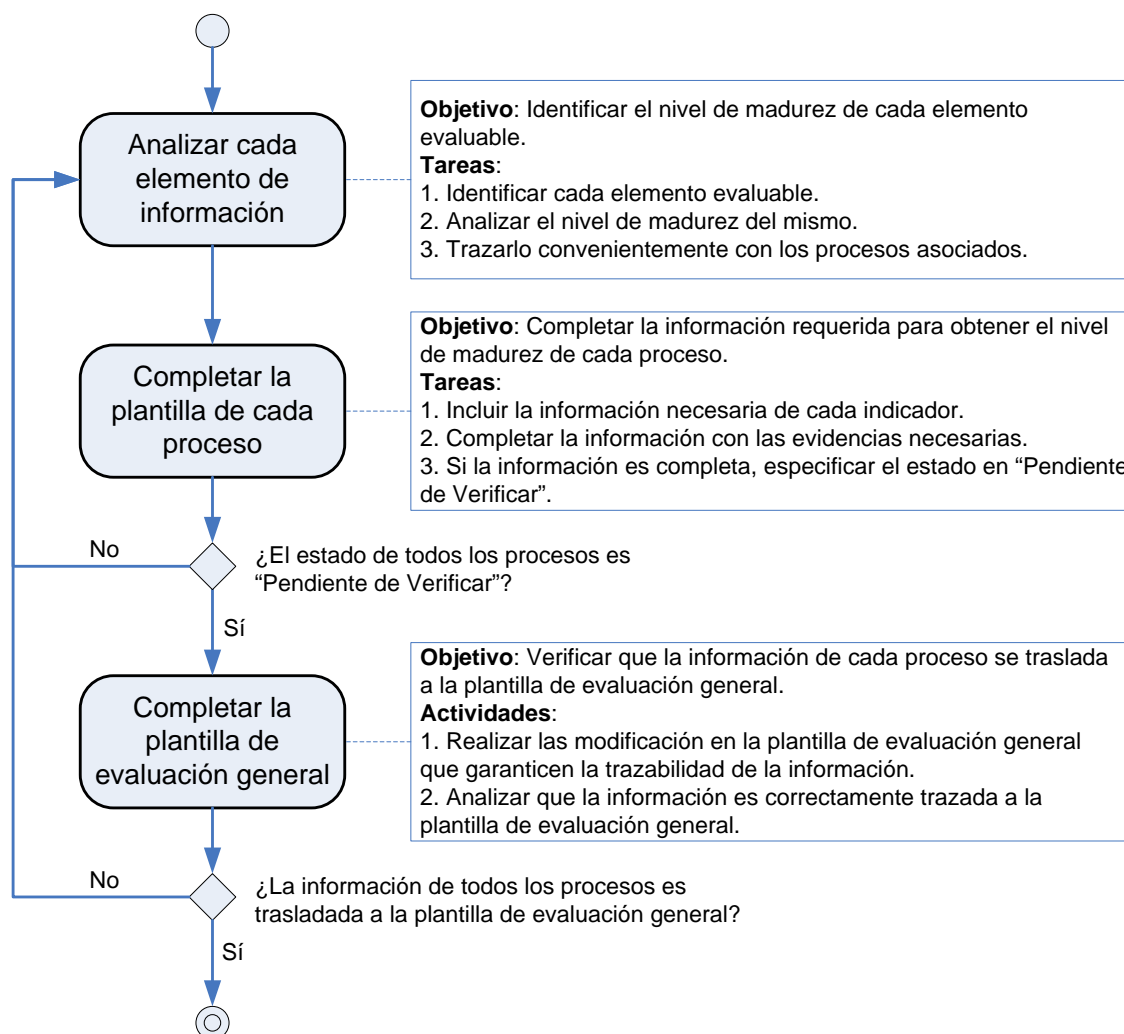 Analizar cada
elemento de
información
Objetivo: Identificar el nivel de madurez de cada elemento
evaluable.
Tareas:
1. Identificar cada elemento evaluable.
2. Analizar el nivel de madurez del mismo.
3. Trazarlo convenientemente con los procesos asociados.
Completar la
plantilla de cada
proceso
Objetivo: Completar la información requerida para obtener el nivel
de madurez de cada proceso.
Tareas:
1. Incluir la información necesaria de cada indicador.
2. Completar la información con las evidencias necesarias.
3. Si la información es completa, especificar el estado en “Pendiente
de Verificar”.
No
¿El estado de todos los procesos es
“Pendiente de Verificar”?
Sí
Completar la
plantilla de
evaluación general
Objetivo: Verificar que la información de cada proceso se traslada
a la plantilla de evaluación general.
Actividades:
1. Realizar las modificación en la plantilla de evaluación general
que garanticen la trazabilidad de la información.
2. Analizar que la información es correctamente trazada a la
plantilla de evaluación general.
No
¿La información de todos los procesos es
trasladada a la plantilla de evaluación general?
Sí